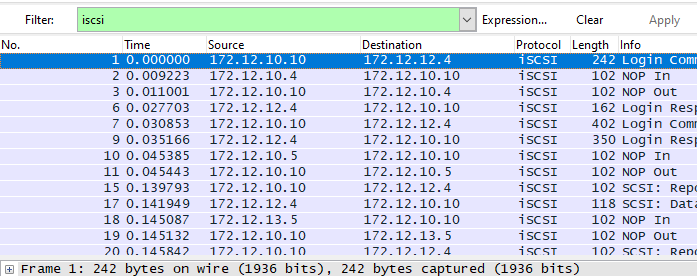 Filter: iscsi Expression... Clear Apply
No. Time Source Destination Protocol Length Info
1 0.000000 172.12.10.10 172.12.12.4 iSCSI 242 Login Comm
2 0.009223 172.12.10.4 172.12.10.10 iSCSI 102 NOP In
3 0.011001 172.12.10.10 172.12.10.4 iSCSI 102 NOP Out
6 0.027703 172.12.12.4 172.12.10.10 iSCSI 162 Login Resp
7 0.030853 172.12.10.10 172.12.12.4 iSCSI 402 Login Comm
9 0.035166 172.12.12.4 172.12.10.10 iSCSI 350 Login Resp
10 0.045385 172.12.10.5 172.12.10.10 iSCSI 102 NOP In
11 0.045443 172.12.10.10 172.12.10.5 iSCSI 102 NOP Out
15 0.139793 172.12.10.10 172.12.12.4 iSCSI 102 SCSI: Repo
17 0.141949 172.12.12.4 172.12.10.10 iSCSI 118 SCSI: Data
18 0.145087 172.12.13.5 172.12.10.10 iSCSI 102 NOP In
19 0.145132 172.12.10.10 172.12.13.5 iSCSI 102 NOP Out
20 0.145842 172.12.10.10 172.12.12.4 iSCSI 102 SCSI: Repo
Frame 1: 242 bytes on wire (1936 bits), 242 bytes captured (1936 bits)